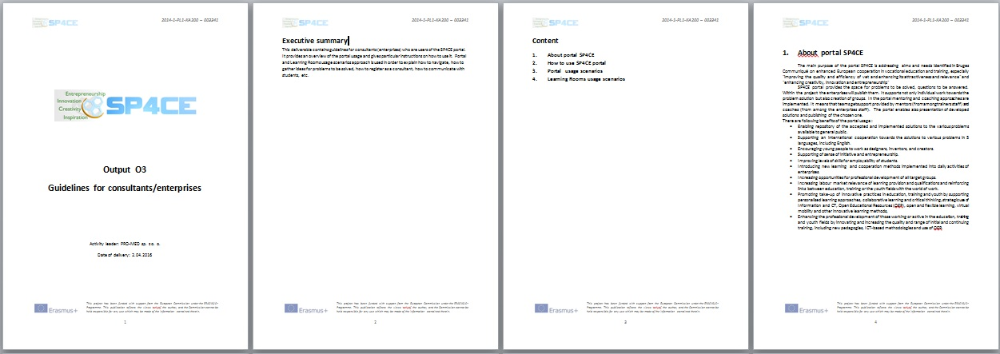 SP4CE
2014-1-PL1-KA200 – 003341
Entrepreneurship
Innovation
Creativity
Inspiration
SP4CE
Output O3
Guidelines for consultants/enterprises
Activity leader: PRO-MED sp. z o. o.
Date of delivery: 2.04.2016
Erasmus+
This project has been funded with support from the European Commission under the ERASMUS+
Programme. This publication reflects the views only of the author, and the Commission cannot be
held responsible for any use which may be made of the information contained therein.
1
SP4CE
2014-1-PL1-KA200 – 003341
Executive summary
This deliverable contains guidelines for consultants (enterprises) who are users of the SP4CE portal.
It provides an overview of the portal usage and gives particular instructions on how to use it. Portal
and Learning Rooms usage scenarios approach is used in order to explain how to navigate, how to
gather ideas for problems to be solved, how to register as a consultant, how to communicate with
students, etc.
Erasmus+
This project has been funded with support from the European Commission under the ERASMUS+
Programme. This publication reflects the views only of the author, and the Commission cannot be
held responsible for any use which may be made of the information contained therein.
2
SP4CE
2014-1-PL1-KA200 – 003341
Content
1. About portal SP4CE
2. How to use SP4CE portal
3. Portal usage scenarios
4. Learning Rooms usage scenarios
Erasmus+
This project has been funded with support from the European Commission under the ERASMUS+
Programme. This publication reflects the views only of the author, and the Commission cannot be
held responsible for any use which may be made of the information contained therein.
3
SP4CE
2014-1-PL1-KA200 – 003341
1. About portal SP4CE
The main purpose of the portal SP4CE is addressing aims and needs identified in Bruges
Communiqué on enhanced European cooperation in vocational education and training, especially
"improving the quality and efficiency of vet and enhancing its attractiveness and relevance" and
"enhancing creativity, innovation and entrepreneurship"
SP4CE portal provides the space for problems to be solved, questions to be answered.
Within the project the enterprises will publish them. It supports not only individual work towards the
problem solution but also creation of groups. In the portal mentoring and coaching approaches are
implemented. It means that teams get support provided by mentors (from among trainers staff) and
coaches (from among the enterprises staff). The portal enables also presentation of developed
solutions and publishing of the chosen one.
There are following benefits of the portal usage:
• Enabling repository of the accepted and implemented solutions to the various problems
available to general public.
• Supporting an international cooperation towards the solutions to various problems in 5
languages, including English.
• Encouraging young people to work as designers, inventors, and creators.
• Supporting of sense of initiative and entrepreneurship.
• Improving levels of skills for employability of students.
• Introducing new learning and cooperation methods implemented into daily activities of
enterprises.
• Increasing opportunities for professional development of all target groups.
• Increasing labour market relevance of learning provision and qualifications and reinforcing
links between education, training or the youth fields with the world of work.
• Promoting take-up of innovative practices in education, training and youth by supporting
personalised learning approaches, collaborative learning and critical thinking, strategic use of
Information and CT, Open Educational Resources (OER), open and flexible learning, virtual
mobility and other innovative learning methods,
• Enhancing the professional development of those working or active in the education, training
and youth fields by innovating and increasing the quality and range of initial and continuing
training, including new pedagogies, ICT-based methodologies and use of OER.
Erasmus+
This project has been funded with support from the European Commission under the ERASMUS+
Programme. This publication reflects the views only of the author, and the Commission cannot be
held responsible for any use which may be made of the information contained therein.
4